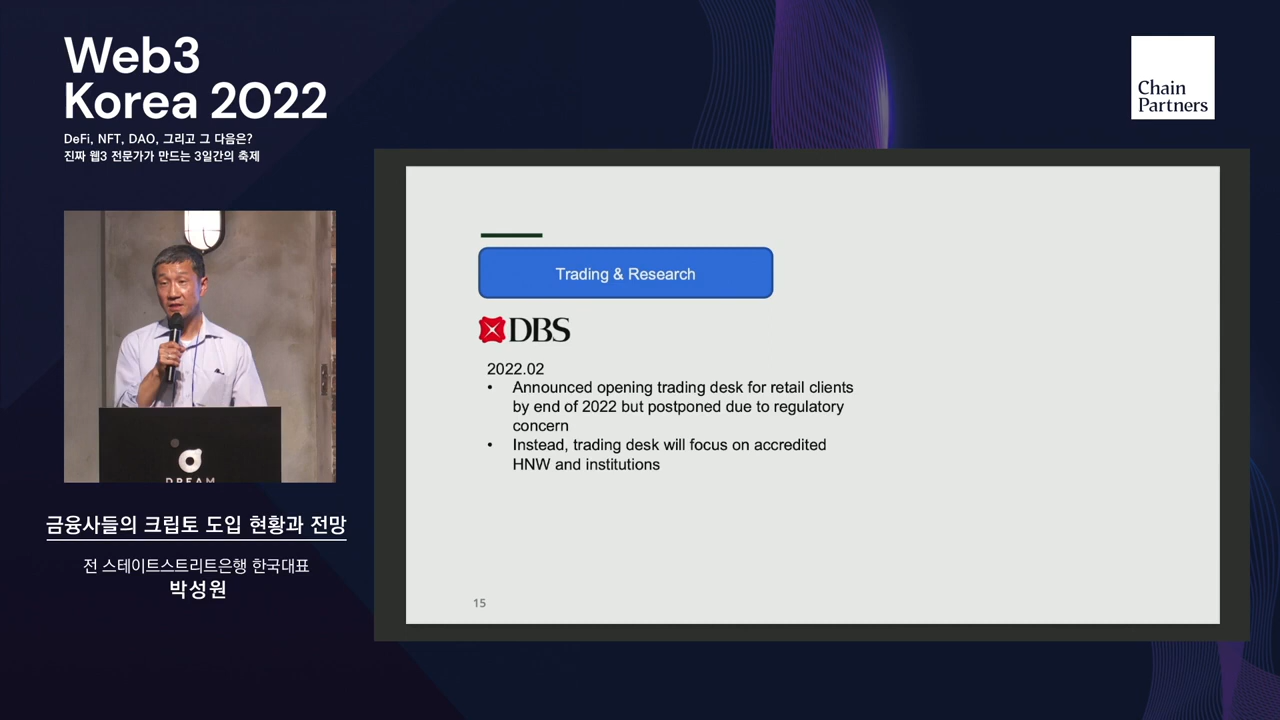 Web3
Korea 2022
DeFi, NFT, DAO, 그리고 그 다음은?
진짜 웹3 전문가가 만드는 3일간의 축제
Chain
Partners
DREAM
금융사들의 크립토 도입 현황과 전망
전 스테이트스트리트은행 한국대표
박성원
Trading & Research
DBS
2022.02
• Announced opening trading desk for retail clients
by end of 2022 but postponed due to regulatory
concern
• Instead, trading desk will focus on accredited
HNW and institutions
15